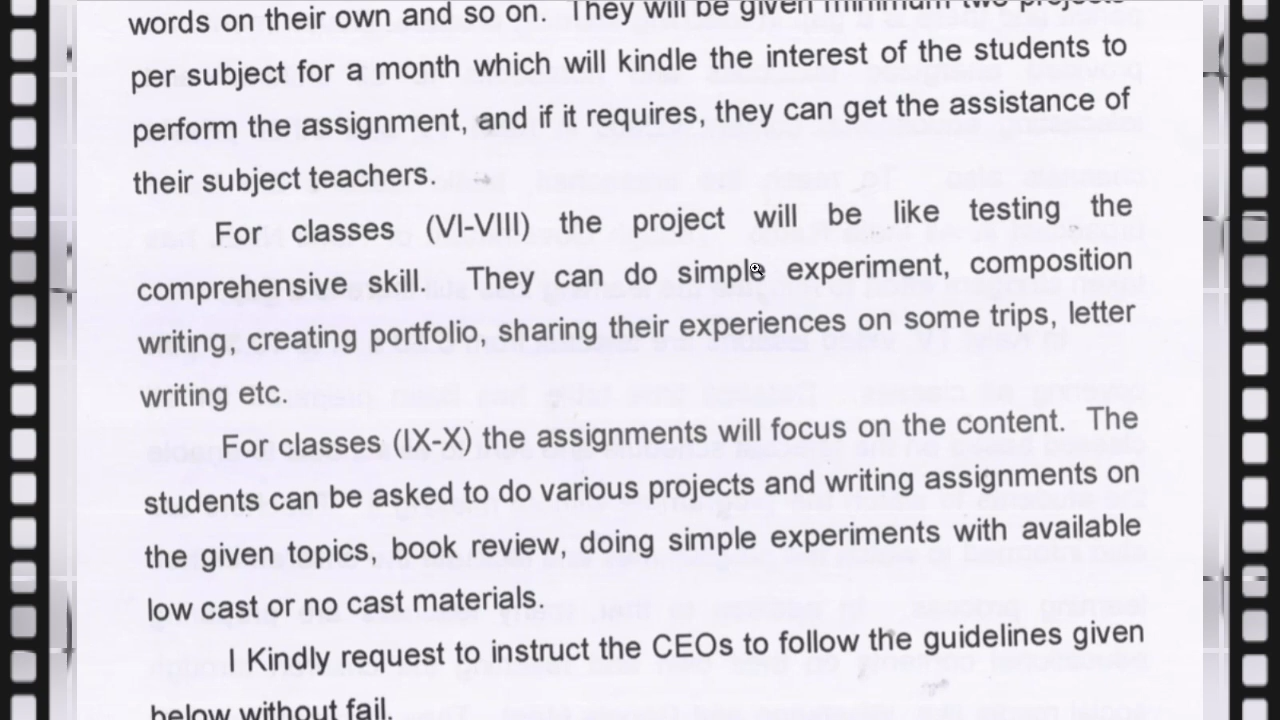 words on their own and so on. They will be given minimum two projects
per subject for a month which will kindle the interest of the students to
perform the assignment, and if it requires, they can get the assistance of
their subject teachers.
For classes (VI-VIII) the project will be like testing the
comprehensive skill. They can do simple experiment, composition
writing, creating portfolio, sharing their experiences on some trips, letter
writing etc.
For classes (IX-X) the assignments will focus on the content. The
students can be asked to do various projects and writing assignments on
the given topics, book review, doing simple experiments with available
low cast or no cast materials.
I Kindly request to instruct the CEOs to follow the guidelines given
below without fail.